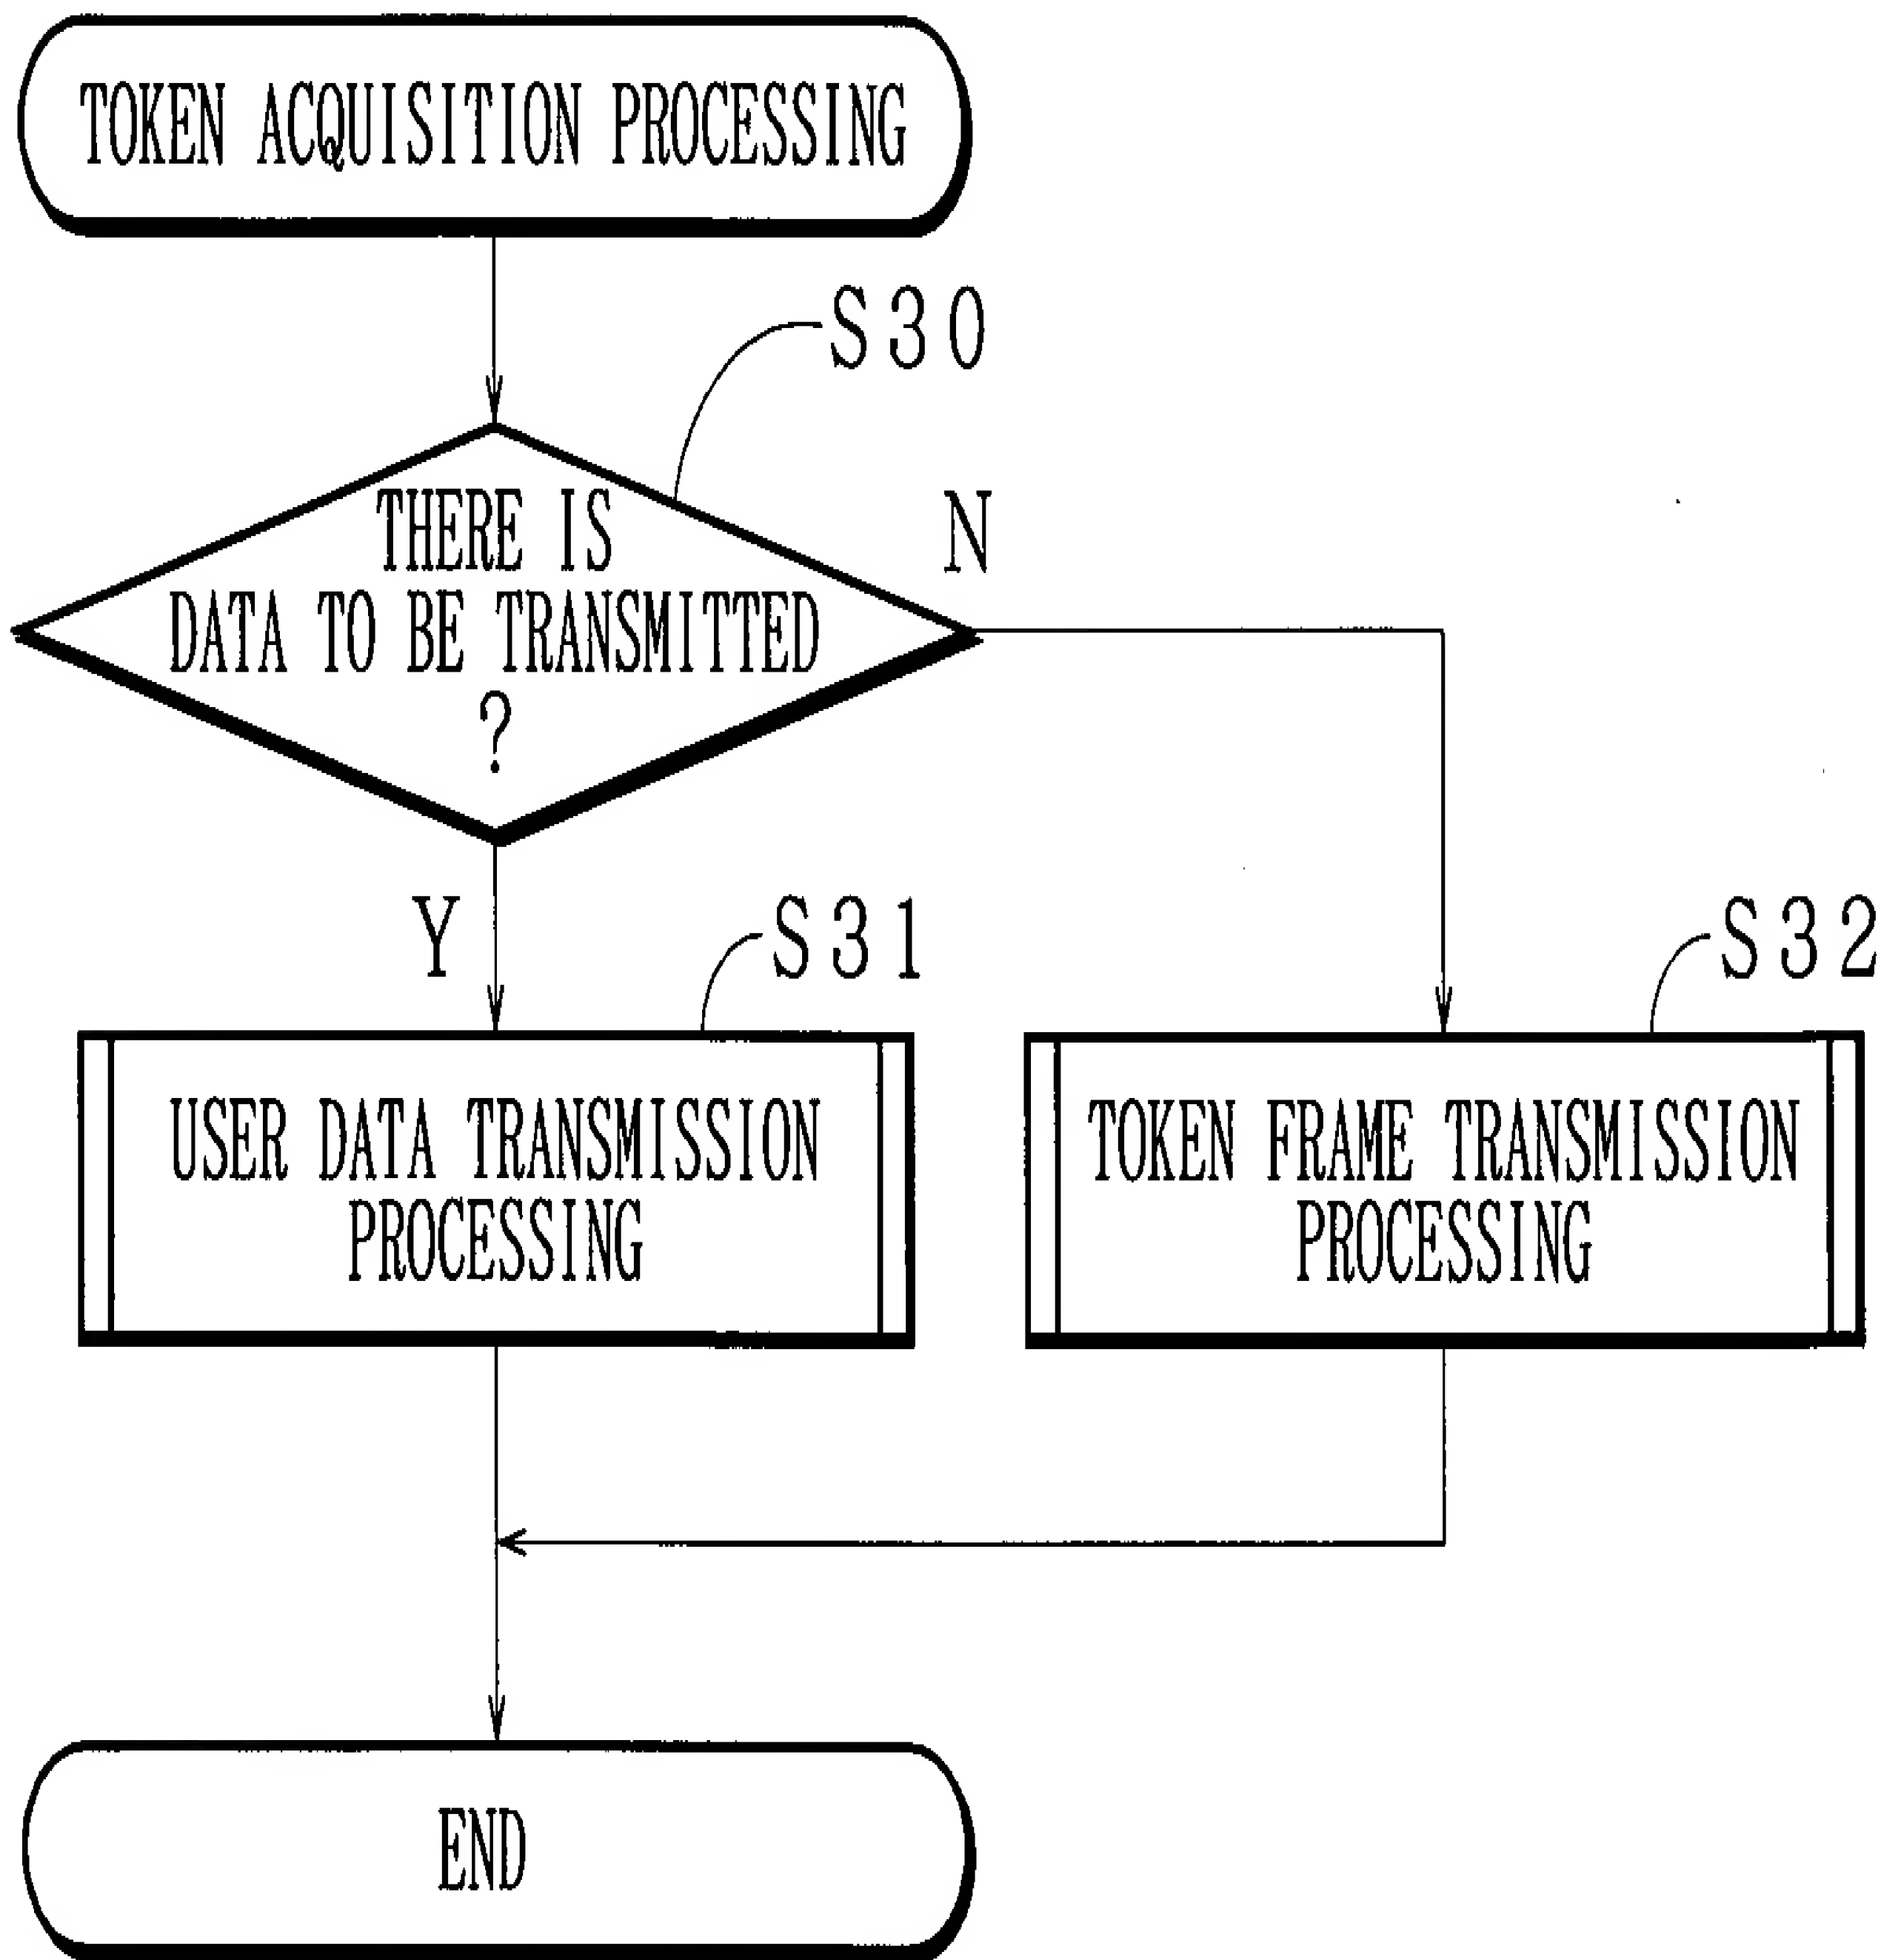 TOKEN ACQUISITION PROCESSING
S30
THERE IS
DATA TO BE TRANSMITTED
?
N
Y
S31
S32
USER DATA TRANSMISSION
PROCESSING
TOKEN FRAME TRANSMISSION
PROCESSING
END